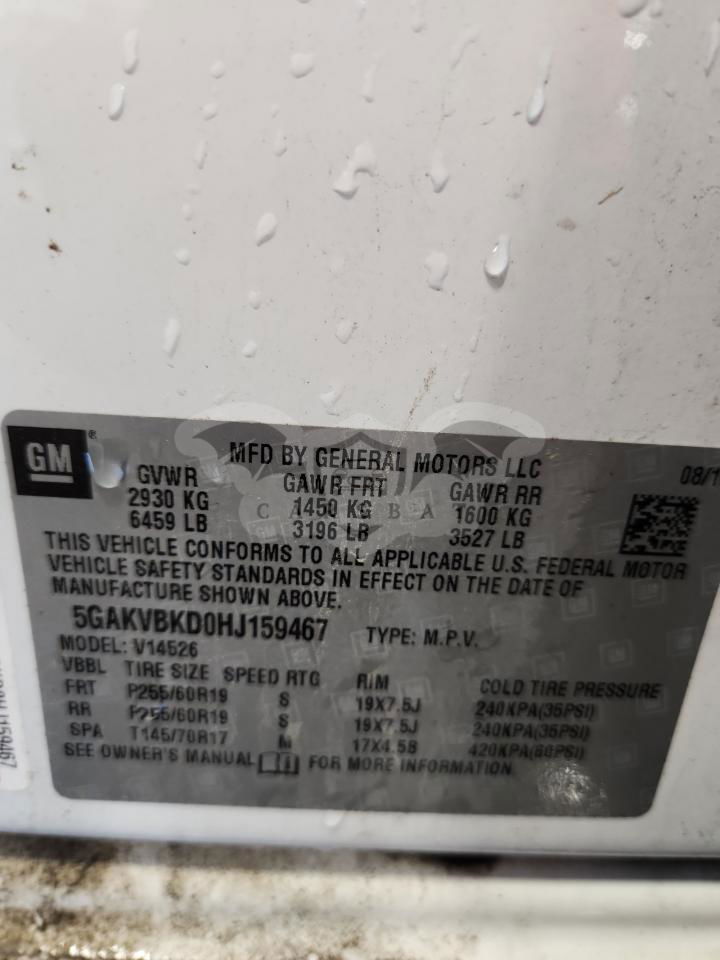 GM ®
MFD BY GENERAL MOTORS LLC
08/1
GVWR GAWR FRT GAWR RR
2930 KG 1450 KG 1600 KG
6459 LB 3196 LB 3527 LB
THIS VEHICLE CONFORMS TO ALL APPLICABLE U.S. FEDERAL MOTOR
VEHICLE SAFETY STANDARDS IN EFFECT ON THE DATE OF
MANUFACTURE SHOWN ABOVE.
5GAKVBKD0HJ159467 TYPE: M.P.V.
MODEL: V14526
VBBL TIRE SIZE SPEED RTG RIM COLD TIRE PRESSURE
FRT P255/60R19 S 19X7.5J 240KPA(35PSI)
RR P255/60R19 S 19X7.5J 240KPA(35PSI)
SPA T145/70R17 M 17X4.5B 420KPA(60PSI)
SEE OWNER'S MANUAL FOR MORE INFORMATION
HJ159467